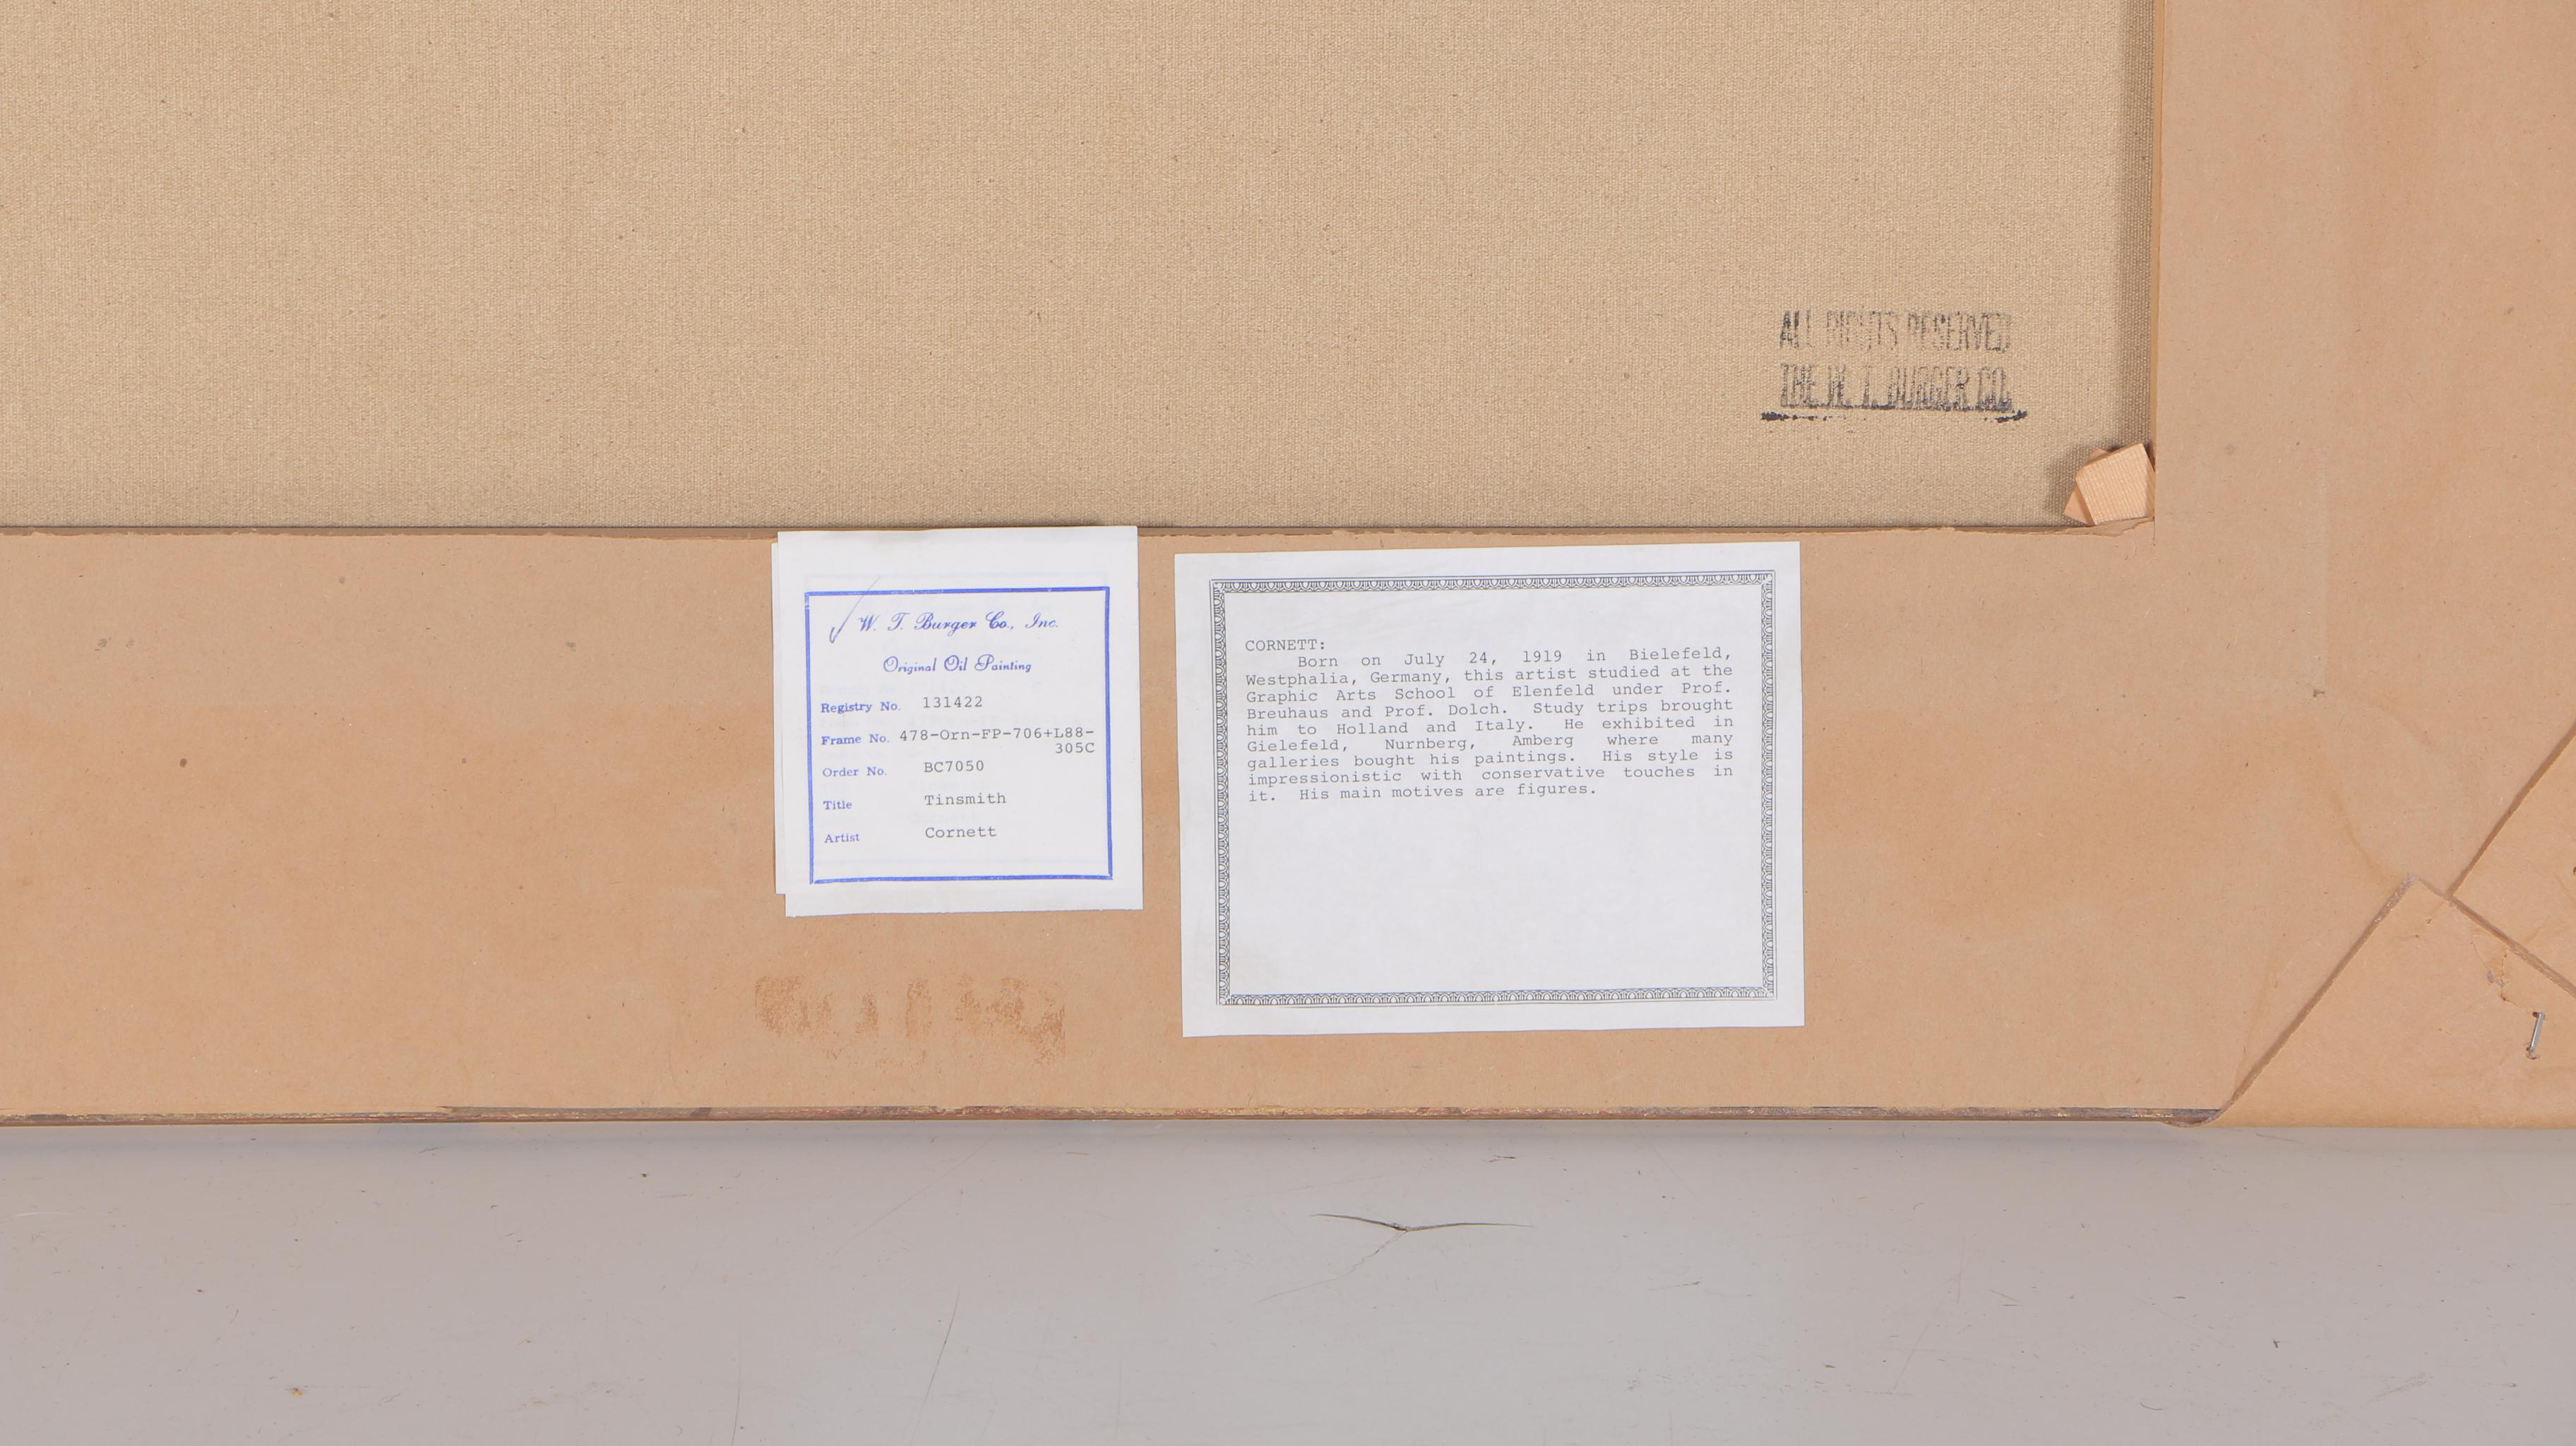 ALL RIGHTS RESERVED
THE W. T. BURGER CO.
W. T. Burger Co., Inc.
Original Oil Painting
Registry No. 131422
Frame No. 478-Orn-FP-706+L88-
305C
Order No. BC7050
Title Tinsmith
Artist Cornett
CORNETT:
Born on July 24, 1919 in Bielefeld,
Westphalia, Germany, this artist studied at the
Graphic Arts School of Elenfeld under Prof.
Breuhaus and Prof. Dolch. Study trips brought
him to Holland and Italy. He exhibited in
Gielefeld, Nurnberg, Amberg where many
galleries bought his paintings. His style is
impressionistic with conservative touches in
it. His main motives are figures.